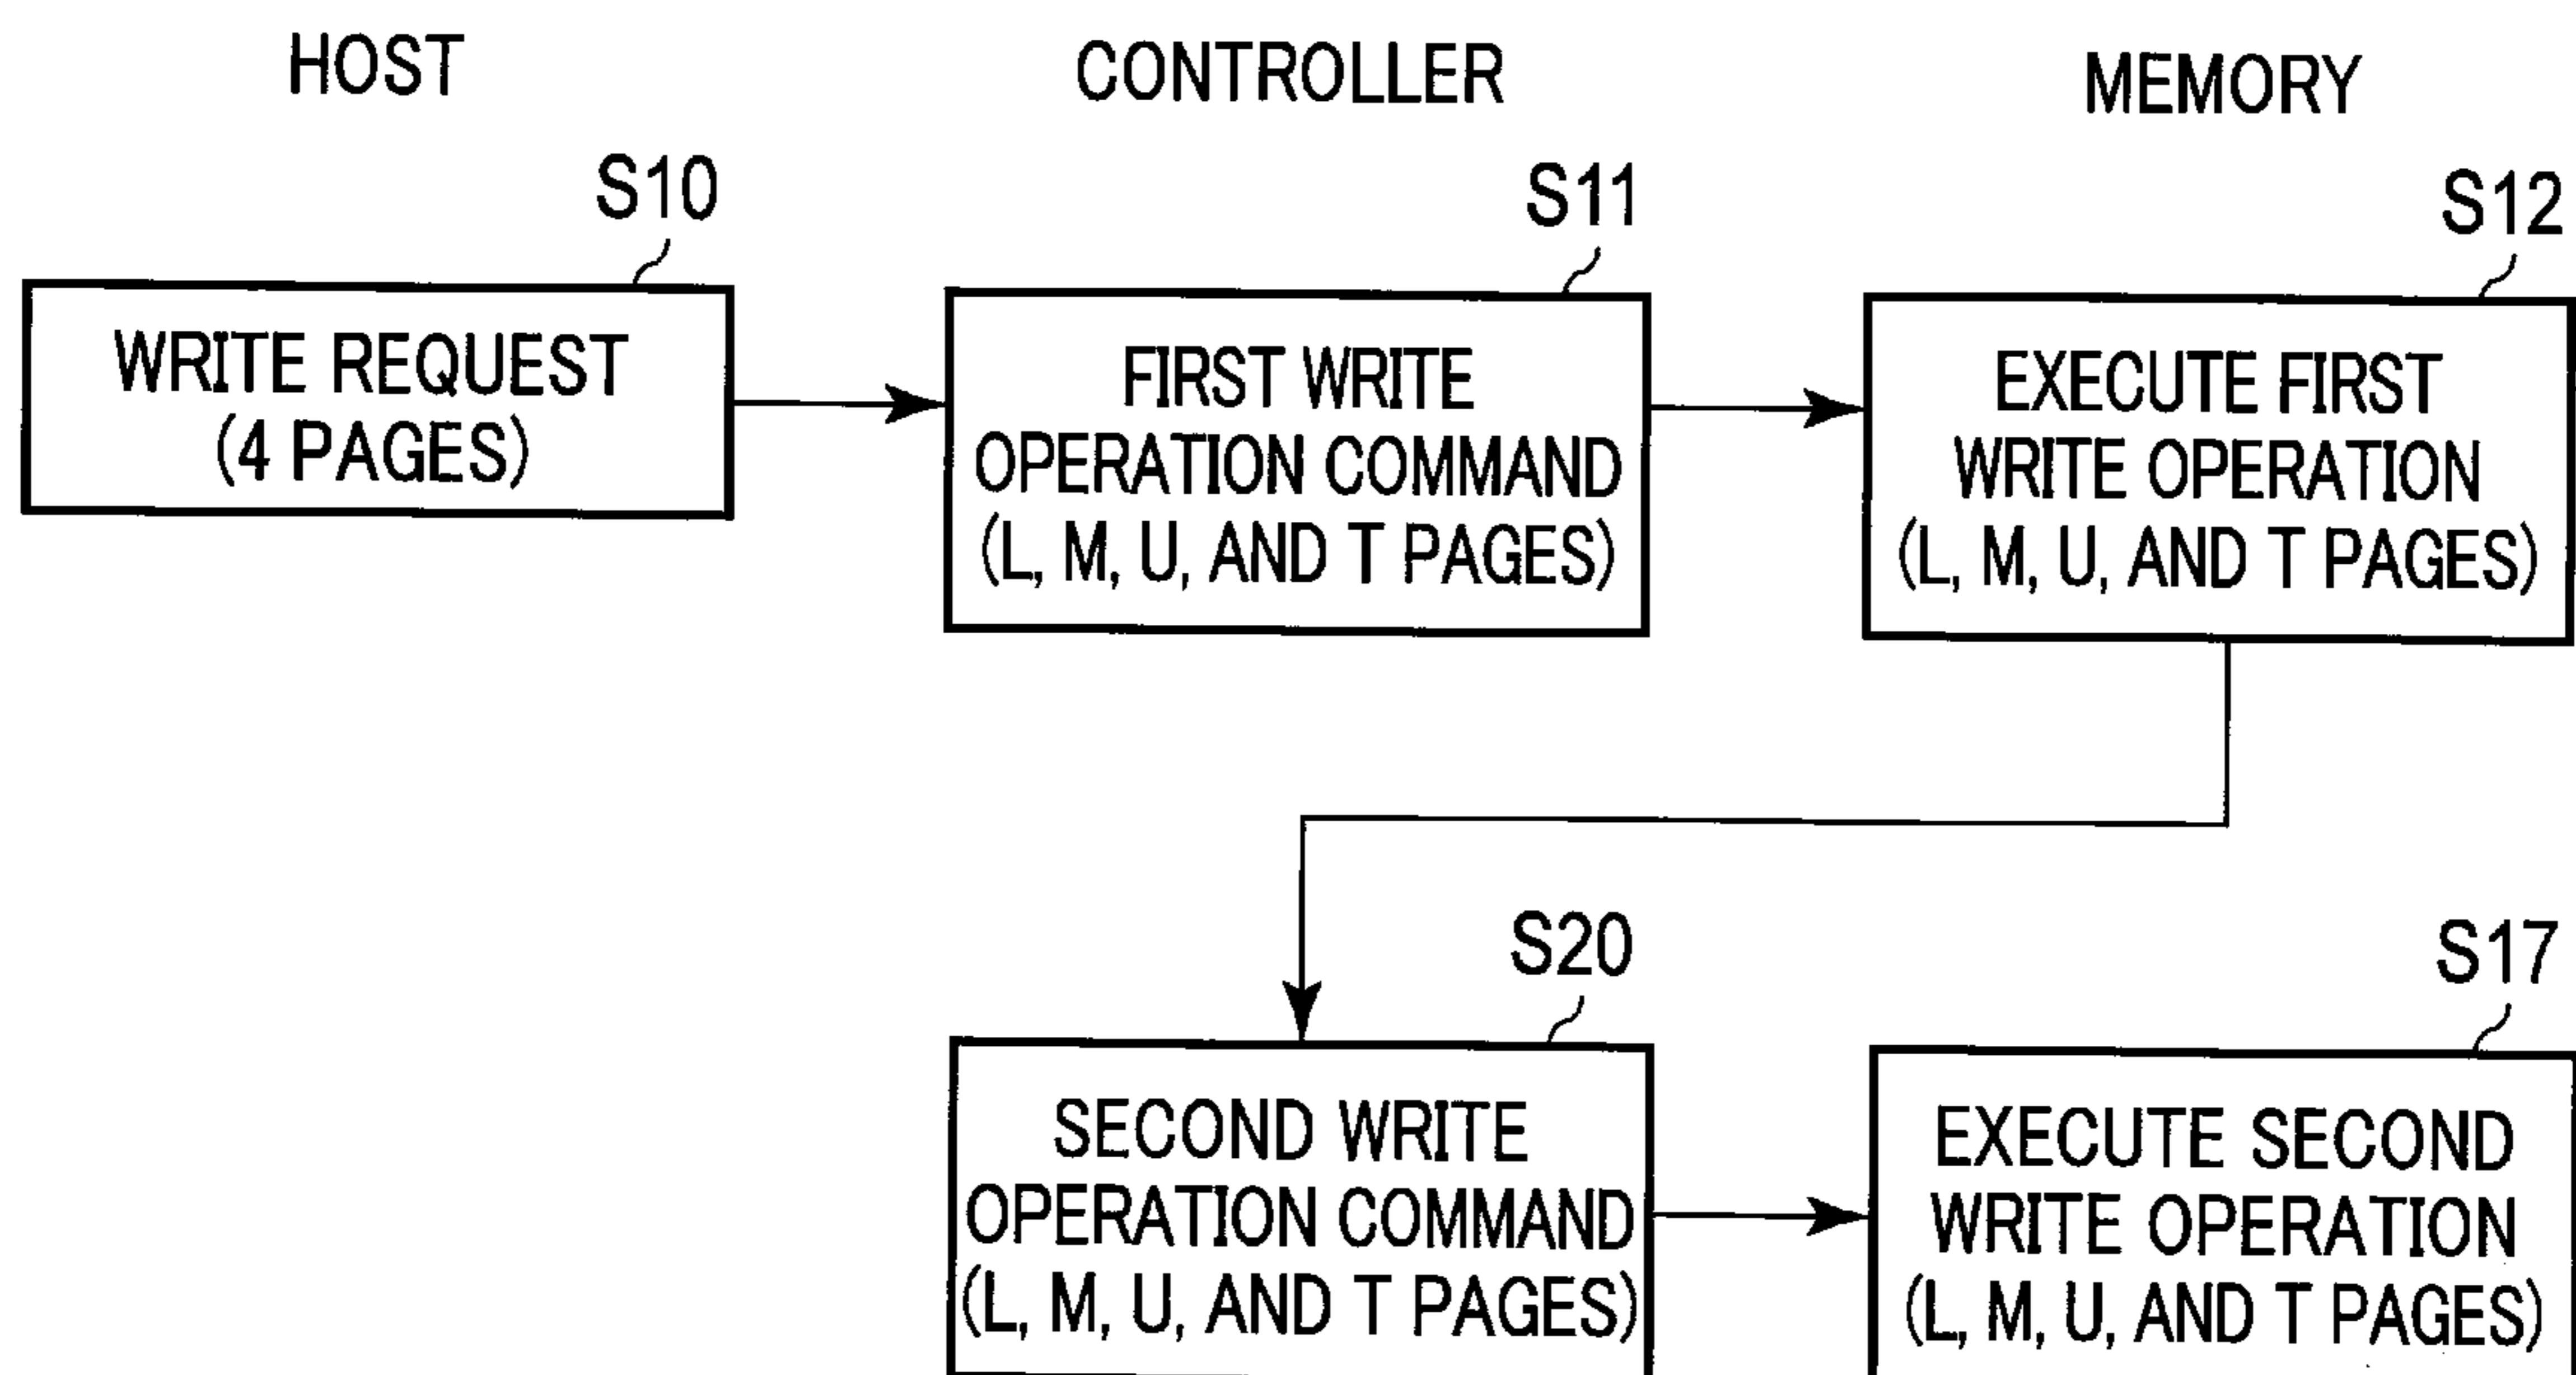 HOST
CONTROLLER
MEMORY
S10
S11
S12
WRITE REQUEST
(4 PAGES)
FIRST WRITE
OPERATION COMMAND
(L, M, U, AND T PAGES)
EXECUTE FIRST
WRITE OPERATION
(L, M, U, AND T PAGES)
S20
S17
SECOND WRITE
OPERATION COMMAND
(L, M, U, AND T PAGES)
EXECUTE SECOND
WRITE OPERATION
(L, M, U, AND T PAGES)